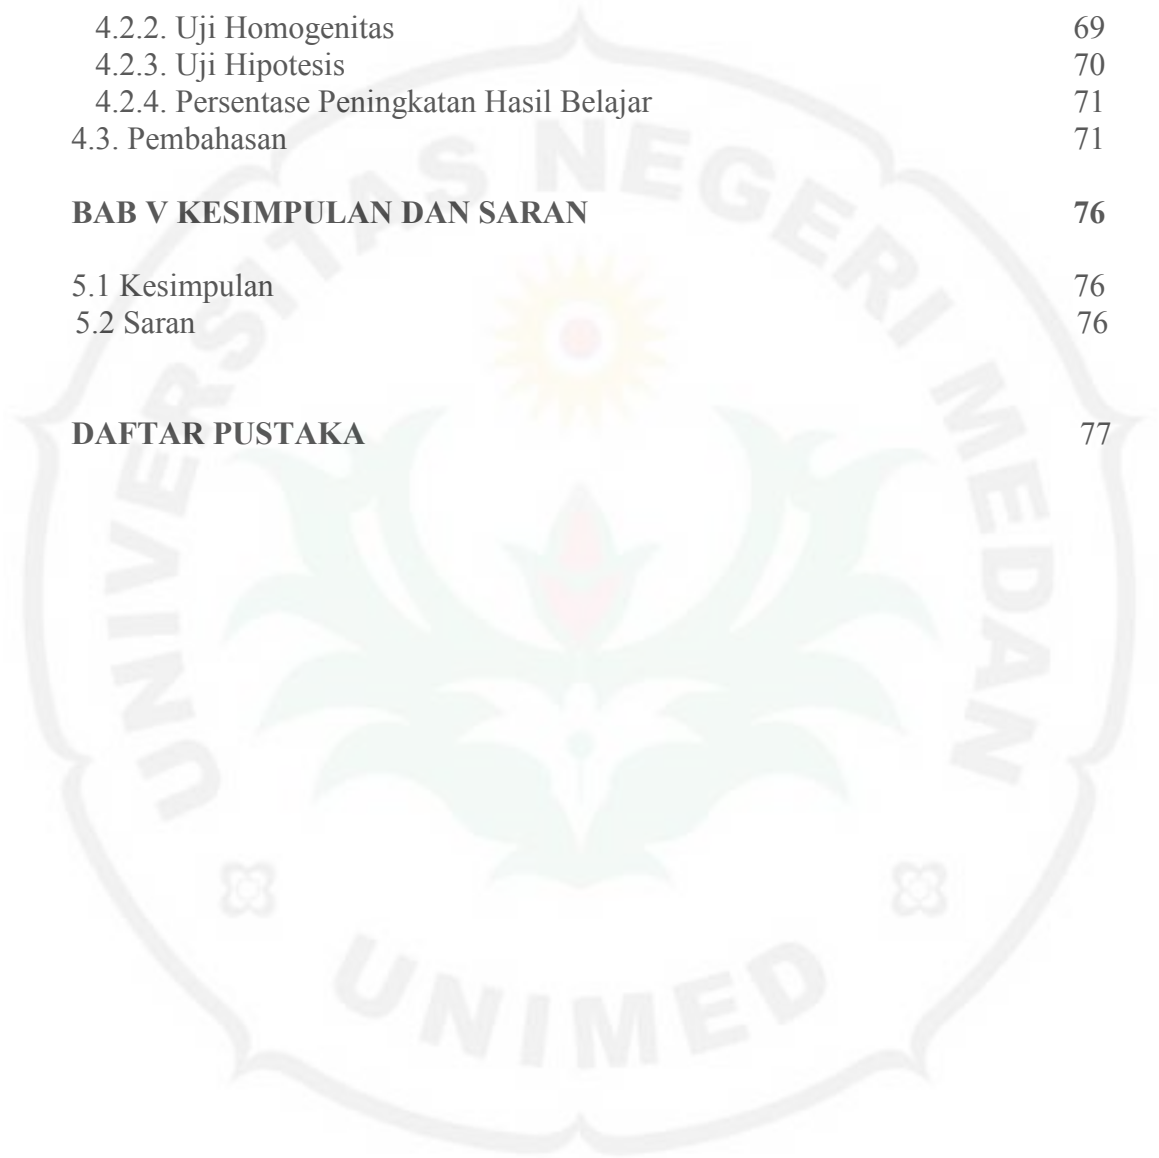 4.2.2. Uji Homogenitas 69
4.2.3. Uji Hipotesis 70
4.2.4. Persentase Peningkatan Hasil Belajar 71
4.3. Pembahasan 71
BAB V KESIMPULAN DAN SARAN 76
5.1 Kesimpulan 76
5.2 Saran 76
DAFTAR PUSTAKA 77
UNIVERSITAS NEGERI MEDAN
UNIMED